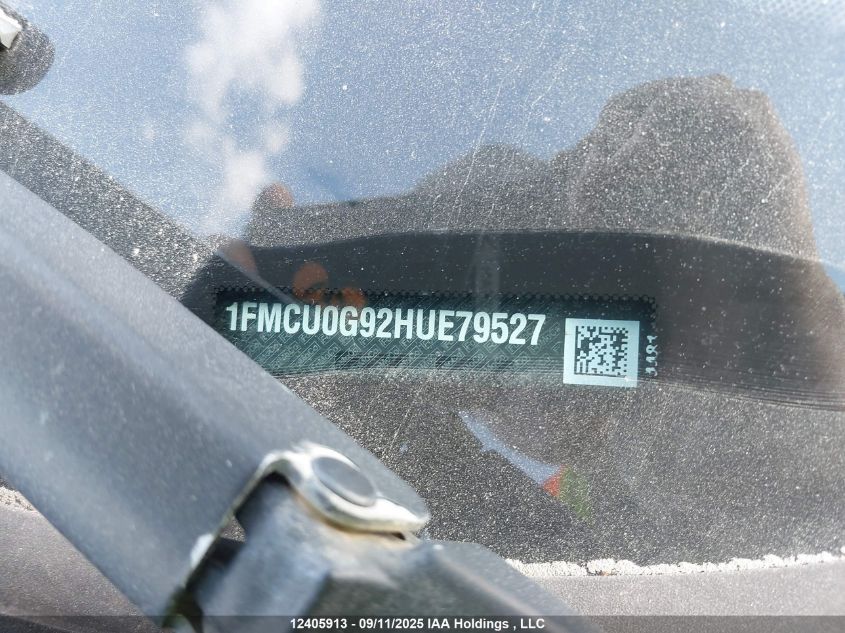 1FMCU0G92HUE79527
12405913 - 09/11/2025 IAA Holdings , LLC